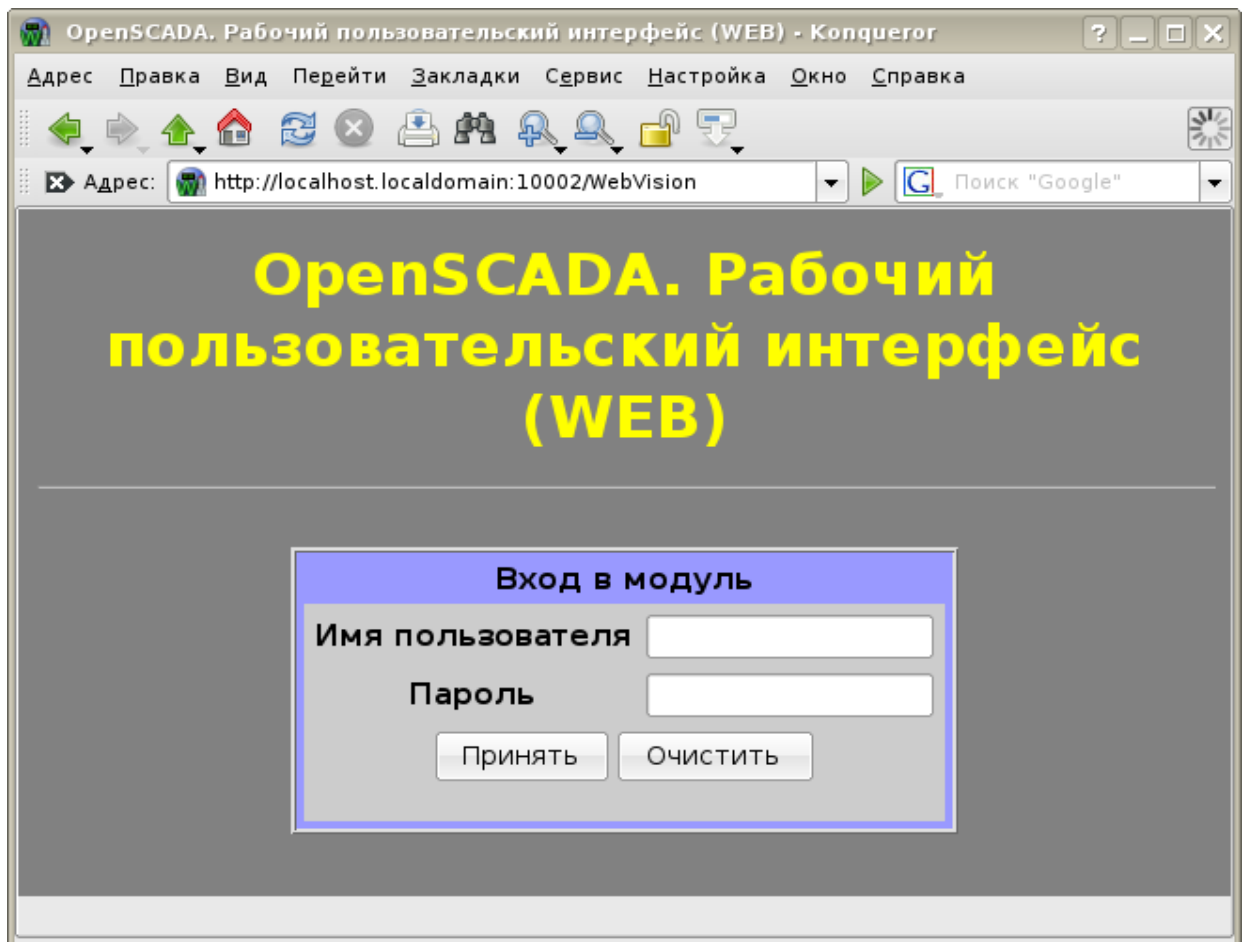 OpenSCADA. Рабочий пользовательский интерфейс (WEB) - Konqueror
Адрес Правка Вид Перейти Закладки Сервис Настройка Окно Справка
Адрес: http://localhost.localdomain:10002/WebVision G Поиск "Google"
OpenSCADA. Рабочий
пользовательский интерфейс
(WEB)
Вход в модуль
Имя пользователя
Пароль
Принять Очистить